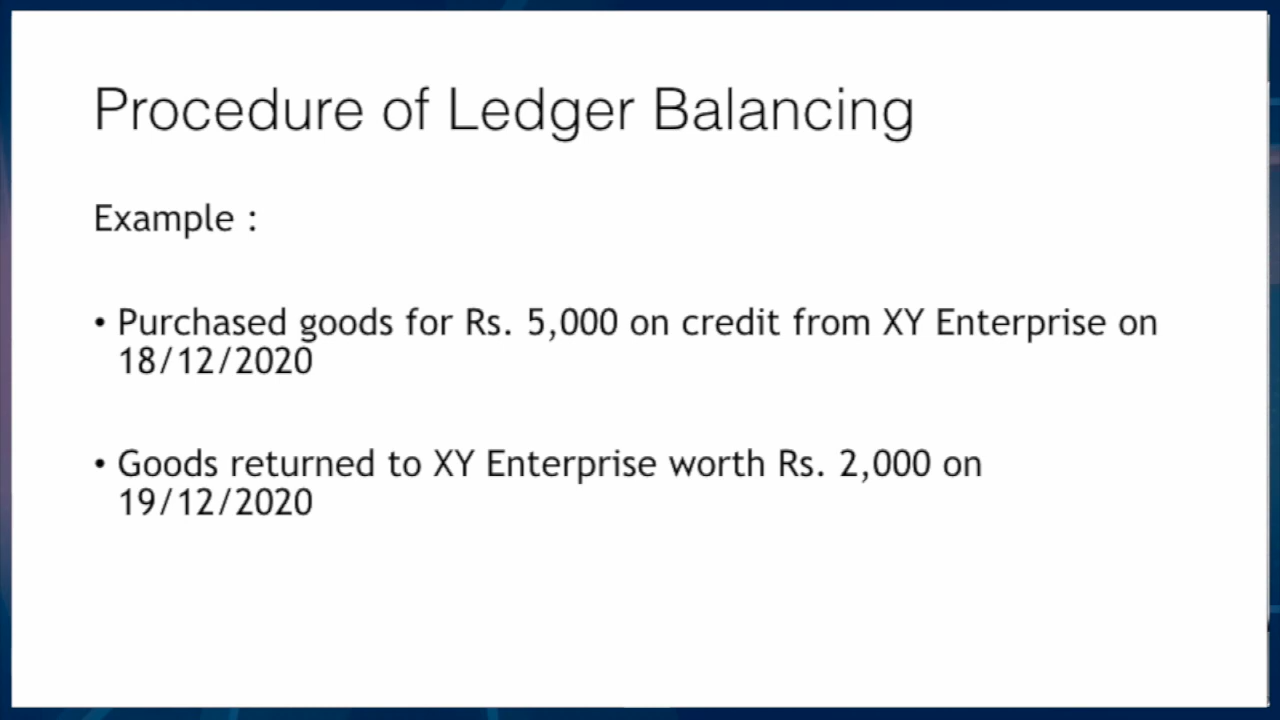 Procedure of Ledger Balancing
Example :
• Purchased goods for Rs. 5,000 on credit from XY Enterprise on
18/12/2020
• Goods returned to XY Enterprise worth Rs. 2,000 on
19/12/2020